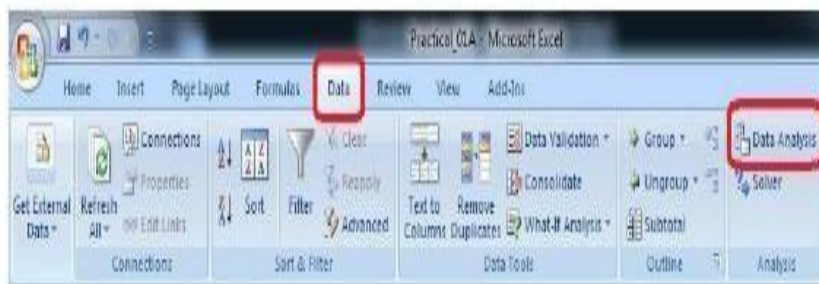 Practical_01A - Microsoft Excel
Home Insert Page Layout Formulas Data Review View Add-Ins
Get External Data
Refresh All
Connections
Properties
Edit Links
Connections
Sort
Filter
Clear
Reapply
Advanced
Sort & Filter
Text to Columns
Remove Duplicates
Data Validation
Consolidate
What-If Analysis
Data Tools
Group
Ungroup
Subtotal
Outline
Data Analysis
Solver
Analysis